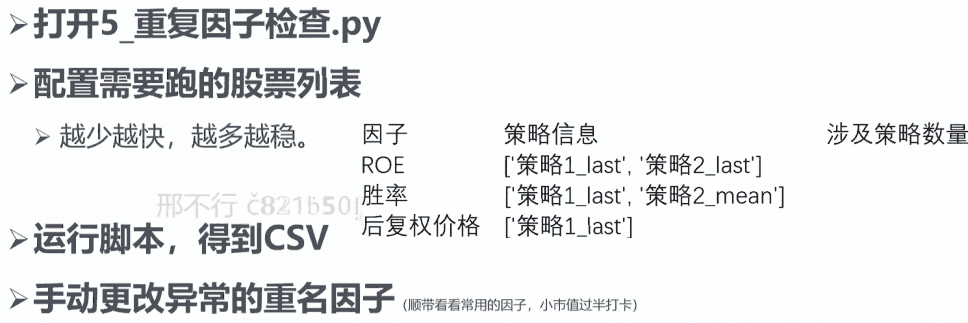 ➢打开5_重复因子检查.py
➢配置需要跑的股票列表
➢越少越快，越多越稳。
因子 策略信息 涉及策略数量
ROE ['策略1_last', '策略2_last']
胜率 ['策略1_last', '策略2_mean']
后复权价格 ['策略1_last']
邢不行
➢运行脚本，得到CSV
➢手动更改异常的重名因子 (顺带看看常用的因子，小市值过半打卡)